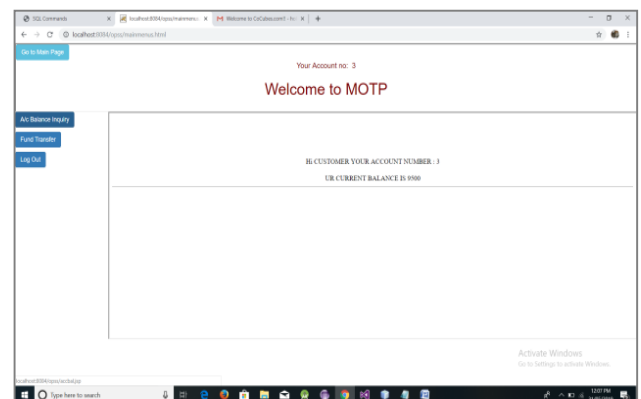 SQL Commands
localhost:8084/opss/mainmenu.
Welcome to CoCubes.com!! -
localhost:8084/opss/mainmenus.html
Go to Main Page
Your Account no: 3
Welcome to MOTP
A/c Balance Inquiry
Fund Transfer
Log Out
Hi CUSTOMER YOUR ACCOUNT NUMBER : 3
UR CURRENT BALANCE IS 9500
Activate Windows
Go to Settings to activate Windows.
localhost:8084/opss/accbal.jsp
Type here to search
12:07 PM